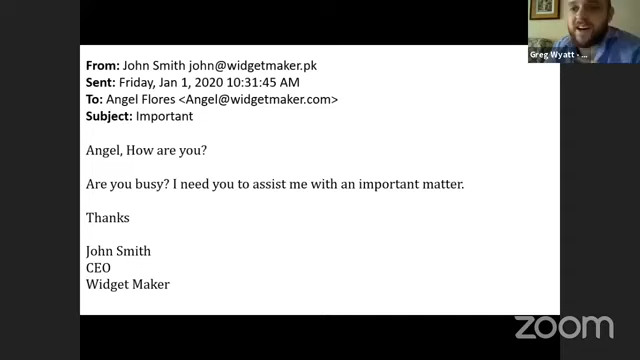 From: John Smith john@widgetmaker.pk
Sent: Friday, Jan 1, 2020 10:31:45 AM
To: Angel Flores <Angel@widgetmaker.com>
Subject: Important
Angel, How are you?
Are you busy? I need you to assist me with an important matter.
Thanks
John Smith
CEO
Widget Maker
Greg Wyatt - ...
zoom